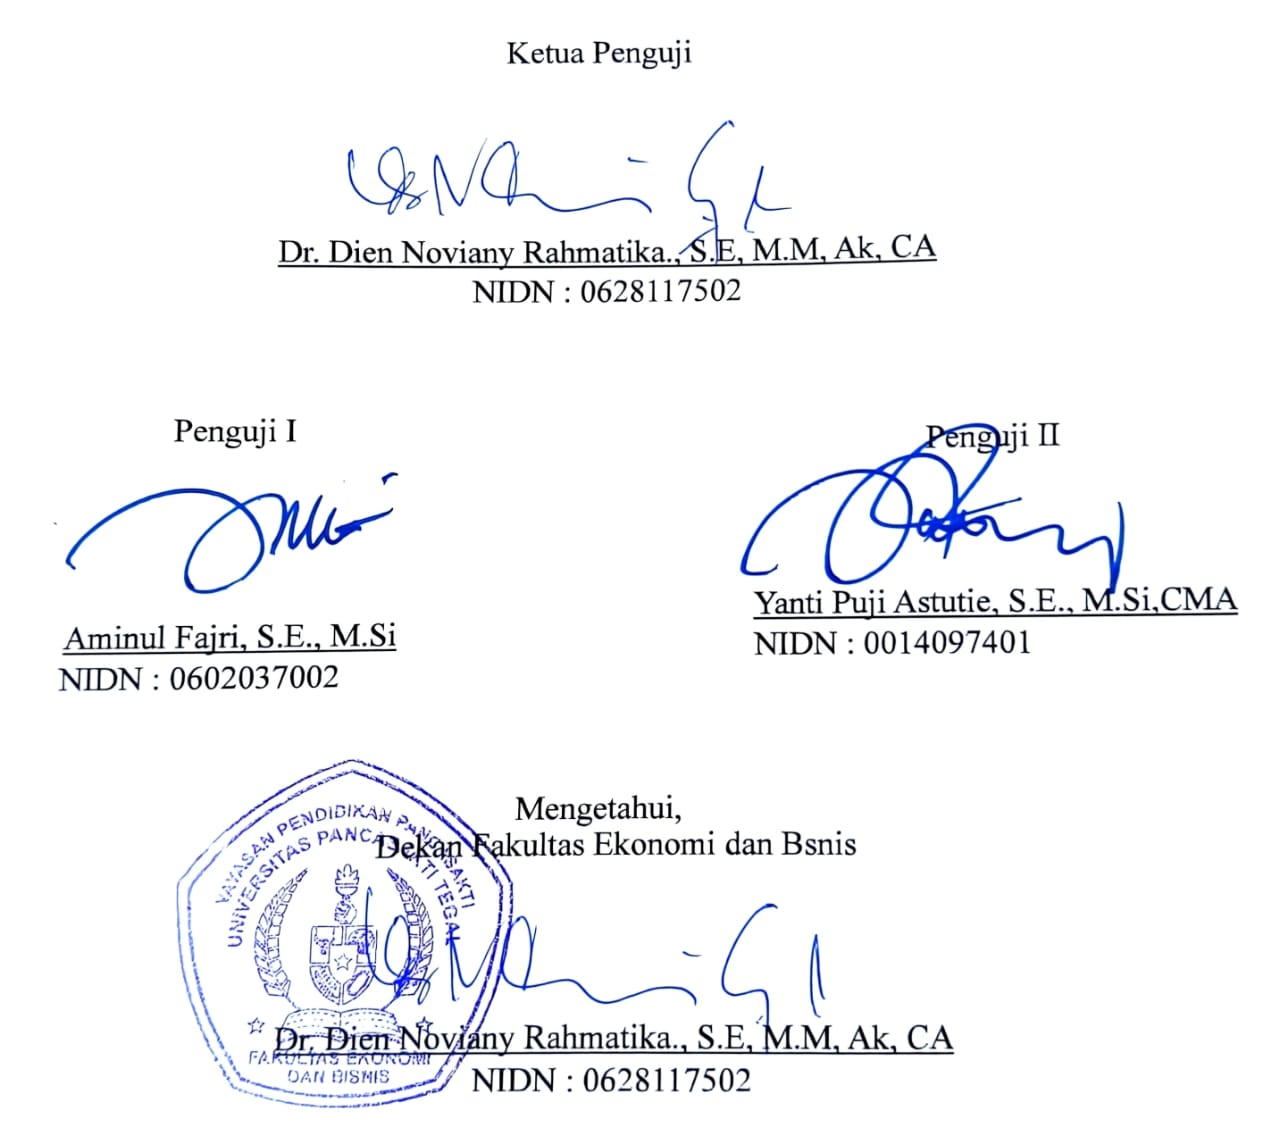 Ketua Penguji
Dr. Dien Noviany Rahmatika., S.E, M.M, Ak, CA
NIDN : 0628117502
Penguji I
Penguji II
Aminul Fajri, S.E., M.Si
NIDN : 0602037002
Yanti Puji Astutie, S.E., M.Si,CMA
NIDN : 0014097401
Mengetahui,
Dekan Fakultas Ekonomi dan Bsnis
YAYASAN PENDIDIKAN PANCASAKTI
UNIVERSITAS PANCASAKTI TEGAL
Dr. Dien Noviany Rahmatika., S.E, M.M, Ak, CA
FAKULTAS EKONOMI
DAN BISNIS
NIDN : 0628117502